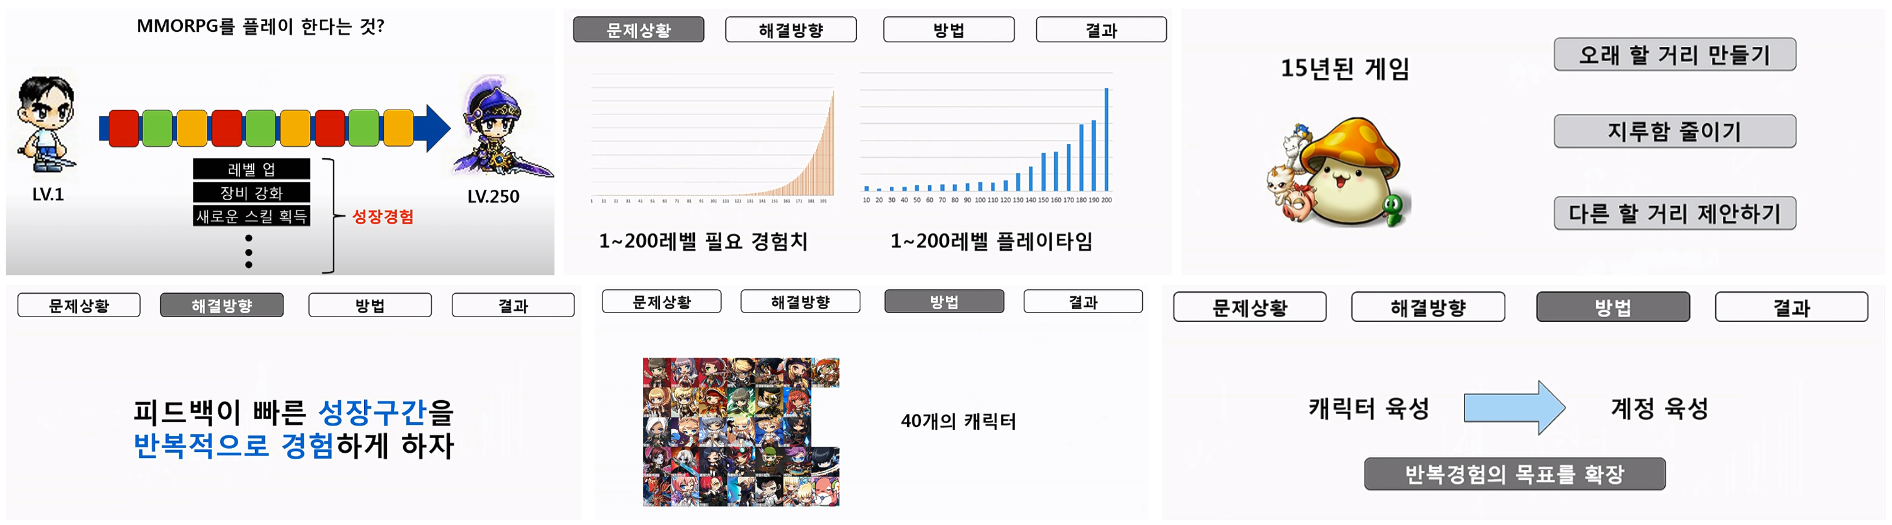 MMORPG를 플레이 한다는 것?
LV.1
레벨 업
장비 강화
새로운 스킬 획득
성장경험
LV.250
문제상황
해결방향
방법
결과
1~200레벨 필요 경험치
10 20 30 40 50 60 70 80 90 100 110 120 130 140 150 160 170 180 190 200
1~200레벨 플레이타임
15년된 게임
오래 할 거리 만들기
지루함 줄이기
다른 할 거리 제안하기
문제상황
해결방향
방법
결과
피드백이 빠른 성장구간을
반복적으로 경험하게 하자
문제상황
해결방향
방법
결과
40개의 캐릭터
문제상황
해결방향
방법
결과
캐릭터 육성
계정 육성
반복경험의 목표를 확장